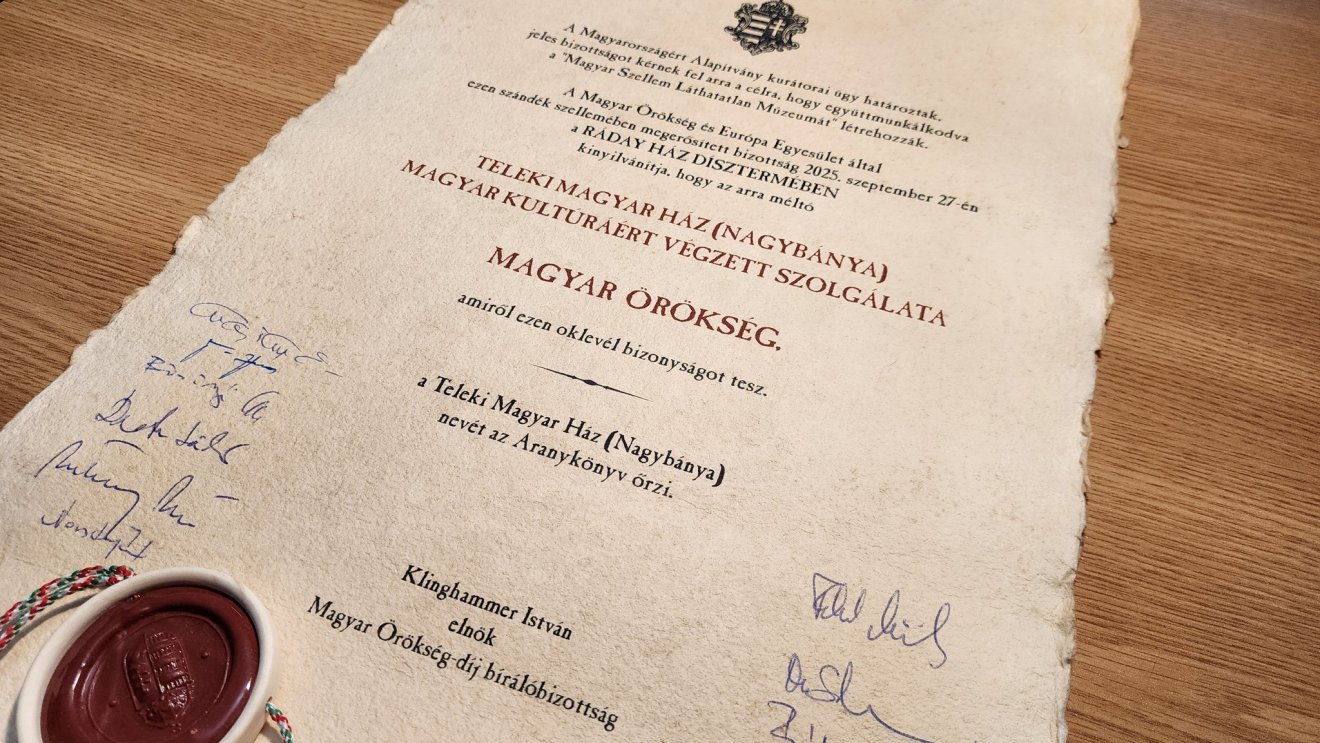 A Magyarországért Alapítvány kurátorai úgy határoztak,
jeles bizottságot kérnek fel arra a célra, hogy együttmunkálkodva
a "Magyar Szellem Láthatatlan Múzeumát" létrehozzák.
A Magyar Örökség és Európa Egyesület által
ezen szándék szellemében megerősített bizottság 2025. szeptember 27-én
a RÁDAY HÁZ DÍSZTERMÉBEN
kinyilvánítja, hogy az arra méltó
TELEKI MAGYAR HÁZ (NAGYBÁNYA)
MAGYAR KULTÚRÁÉRT VÉGZETT SZOLGÁLATA
MAGYAR ÖRÖKSÉG,
amiről ezen oklevél bizonyságot tesz.
a Teleki Magyar Ház (Nagybánya)
nevét az Aranykönyv őrzi.
Klinghammer István
elnök
Magyar Örökség-díj bírálóbizottság